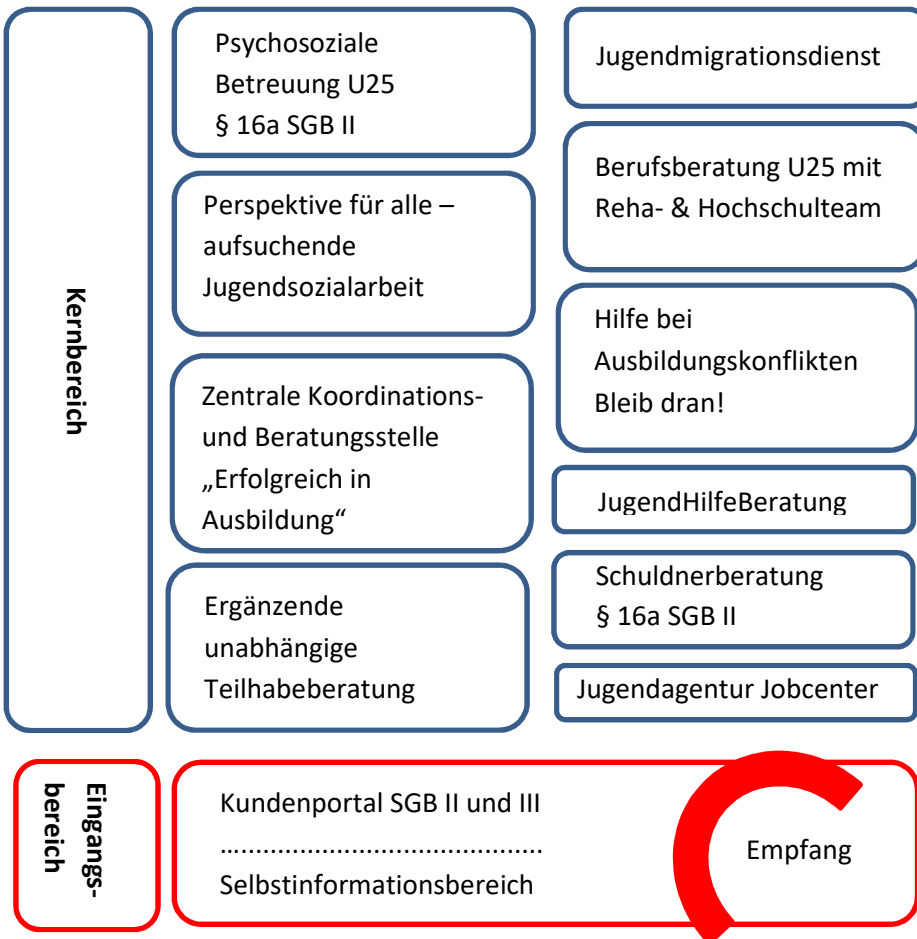 Kernbereich
Psychosoziale
Betreuung U25
§ 16a SGB II
Perspektive für alle –
aufsuchende
Jugendsozialarbeit
Zentrale Koordinations-
und Beratungsstelle
„Erfolgreich in
Ausbildung“
Ergänzende
unabhängige
Teilhabeberatung
Jugendmigrationsdienst
Berufsberatung U25 mit
Reha- & Hochschulteam
Hilfe bei
Ausbildungskonflikten
Bleib dran!
JugendHilfeBeratung
Schuldnerberatung
§ 16a SGB II
Jugendagentur Jobcenter
Eingangs-
bereich
Kundenportal SGB II und III
…..........................................
Selbstinformationsbereich
Empfang